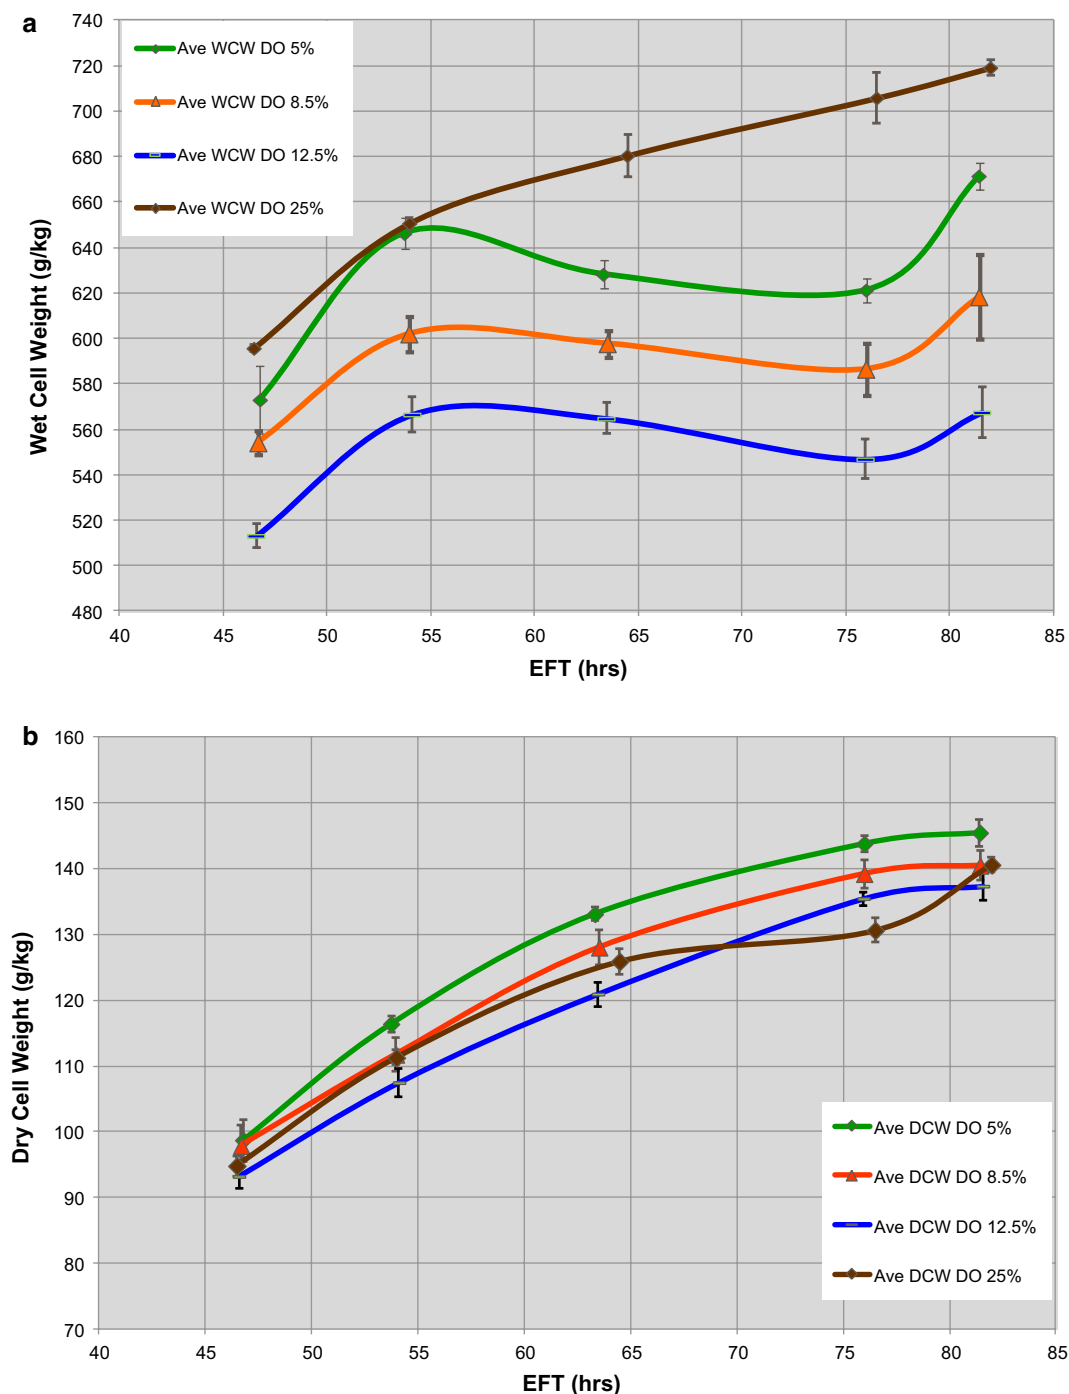 a
740
720
700
680
660
640
620
600
580
560
540
520
500
480
Wet Cell Weight (g/kg)
Ave WCW DO 5%
Ave WCW DO 8.5%
Ave WCW DO 12.5%
Ave WCW DO 25%
40 45 50 55 60 65 70 75 80 85
EFT (hrs)
b
160
150
140
130
120
110
100
90
80
70
Dry Cell Weight (g/kg)
Ave DCW DO 5%
Ave DCW DO 8.5%
Ave DCW DO 12.5%
Ave DCW DO 25%
40 45 50 55 60 65 70 75 80 85
EFT (hrs)